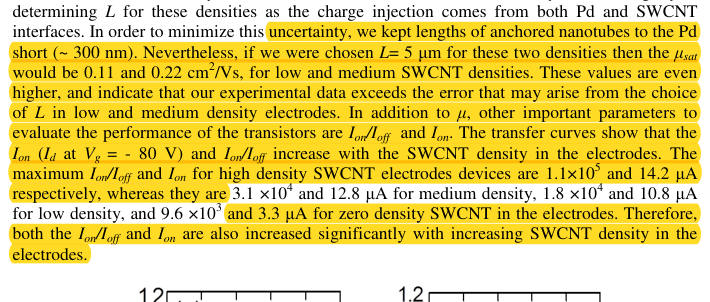 determining L for these densities as the charge injection comes from both Pd and SWCNT
interfaces. In order to minimize this uncertainty, we kept lengths of anchored nanotubes to the Pd
short (~ 300 nm). Nevertheless, if we were chosen L= 5 μm for these two densities then the μsat
would be 0.11 and 0.22 cm²/Vs, for low and medium SWCNT densities. These values are even
higher, and indicate that our experimental data exceeds the error that may arise from the choice
of L in low and medium density electrodes. In addition to μ, other important parameters to
evaluate the performance of the transistors are Ion/Ioff and Ion. The transfer curves show that the
Ion (Id at Vg = - 80 V) and Ion/Ioff increase with the SWCNT density in the electrodes. The
maximum Ion/Ioff and Ion for high density SWCNT electrodes devices are 1.1×10⁵ and 14.2 μA
respectively, whereas they are 3.1 ×10⁴ and 12.8 μA for medium density, 1.8 ×10⁴ and 10.8 μA
for low density, and 9.6 ×10³ and 3.3 μA for zero density SWCNT in the electrodes. Therefore,
both the Ion/Ioff and Ion are also increased significantly with increasing SWCNT density in the
electrodes.
1.2 1.2